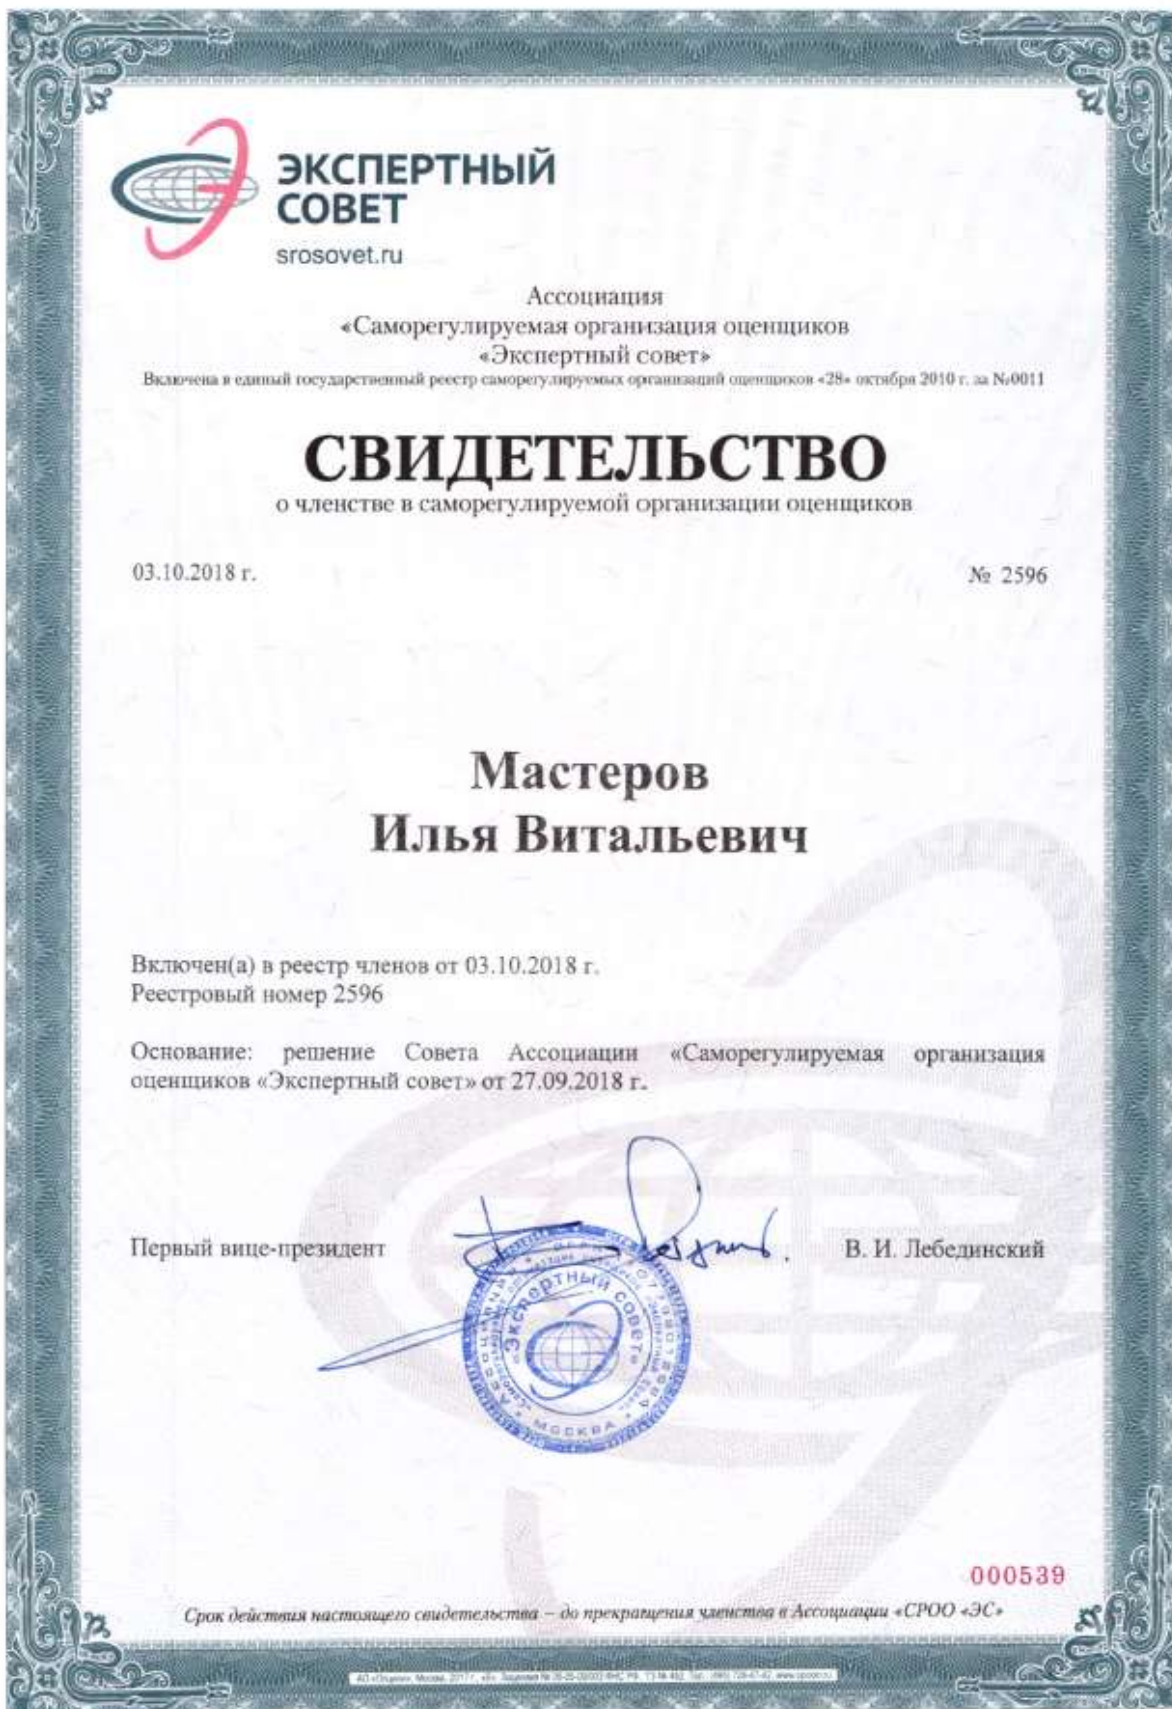 ЭКСПЕРТНЫЙ
СОВЕТ
srosovet.ru
Ассоциация
«Саморегулируемая организация оценщиков
«Экспертный совет»
Включена в единый государственный реестр саморегулируемых организаций оценщиков «28» октября 2010 г. за №0011
СВИДЕТЕЛЬСТВО
о членстве в саморегулируемой организации оценщиков
03.10.2018 г. № 2596
Мастеров
Илья Витальевич
Включен(а) в реестр членов от 03.10.2018 г.
Реестровый номер 2596
Основание: решение Совета Ассоциации «Саморегулируемая организация
оценщиков «Экспертный совет» от 27.09.2018 г.
Первый вице-президент В. И. Лебединский
«Экспертный совет»
МОСКВА
000539
Срок действия настоящего свидетельства – до прекращения членства в Ассоциации «СРОО «ЭС»